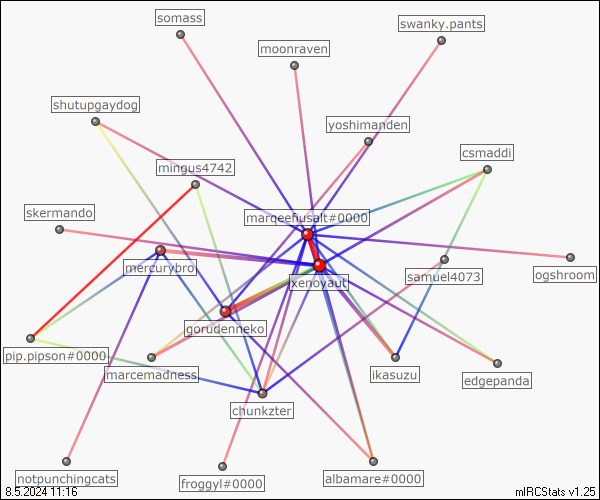 somass
swanky.pants
moonraven
shutupgaydog
yoshimanden
csmaddi
mingus4742
skermando
marqeefusalt#0000
mercurybro.
xenoyaut
samuel4073
ogshroom
gorudenneko
pip.pipson#0000
marcemadness
ikasuzu
edgepanda
chunkzter
notpunchingcats
froggyl#0000
albamare#0000
8.5.2024 11:16
mIRCStats v1.25